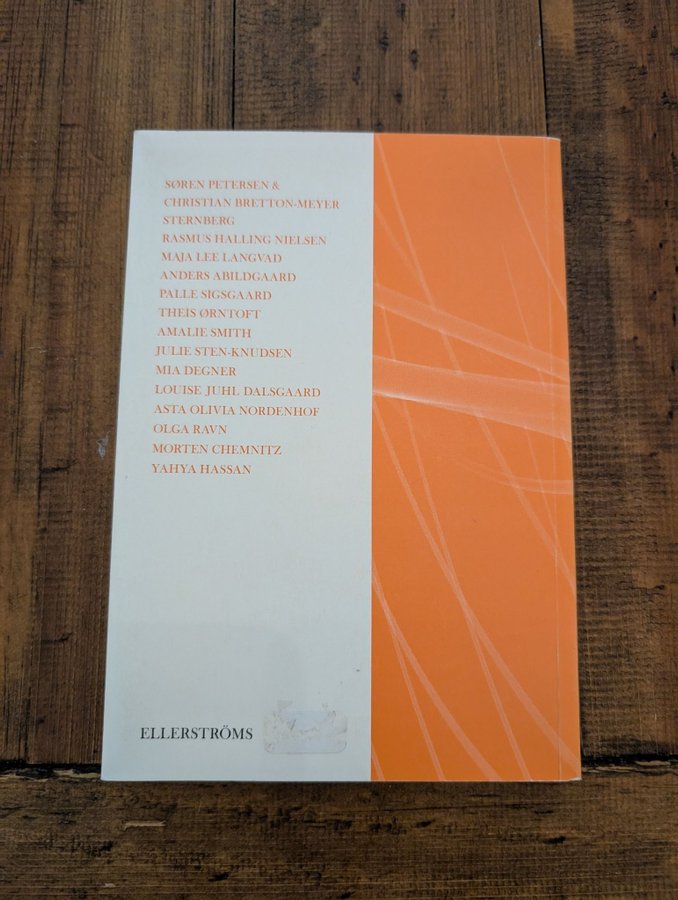 SØREN PETERSEN &
CHRISTIAN BRETTON-MEYER
STERNBERG
RASMUS HALLING NIELSEN
MAJA LEE LANGVAD
ANDERS ABILDGAARD
PALLE SIGSGAARD
THEIS ØRNTOFT
AMALIE SMITH
JULIE STEN-KNUDSEN
MIA DEGNER
LOUISE JUHL DALSGAARD
ASTA OLIVIA NORDENHOF
OLGA RAVN
MORTEN CHEMNITZ
YAHYA HASSAN
ELLERSTRÖMS